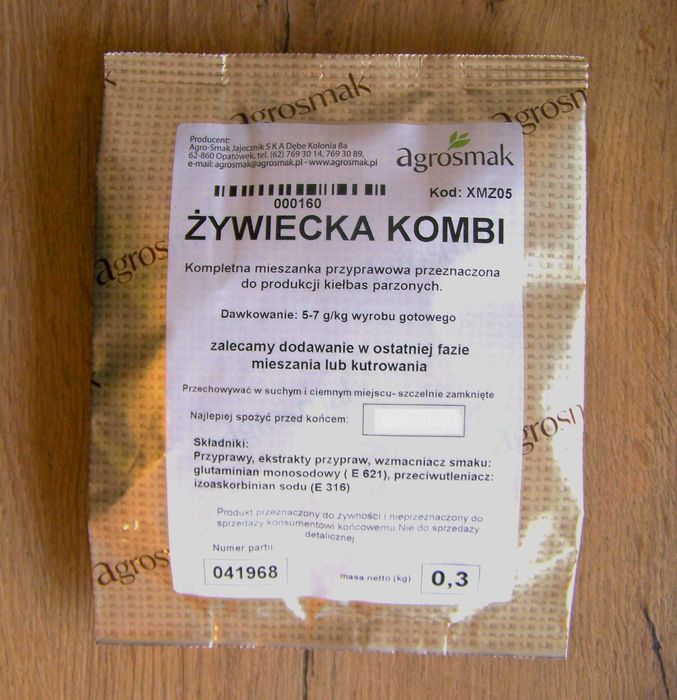 agrosmak
agrosm
Producent:
Agro-Smak Jajecznik S K A Dębe Kolonia 8a
62-860 Opatówek, tel. (62) 769 30 14, 769 30 89,
e-mail: agrosmak@agrosmak.pl - www.agrosmak.pl
agrosmak
000160
Kod: XMZ05
ŻYWIECKA KOMBI
agros
Kompletna mieszanka przyprawowa przeznaczona
do produkcji kiełbas parzonych.
Dawkowanie: 5-7 g/kg wyrobu gotowego
zalecamy dodawanie w ostatniej fazie
mieszania lub kutrowania
Przechowywać w suchym i ciemnym miejscu- szczelnie zamknięte
Najlepiej spożyć przed końcem:
grosm
Składniki:
Przyprawy, ekstrakty przypraw, wzmacniacz smaku:
glutaminian monosodowy ( E 621), przeciwutleniacz:
izoaskorbinian sodu (E 316)
Produkt przeznaczony do żywności i nieprzeznaczony do
sprzedaży konsumentowi końcowemu Nie do sprzedaży
detalicznej
Numer partii:
agrosm
041968
masa netto (kg)
0,3